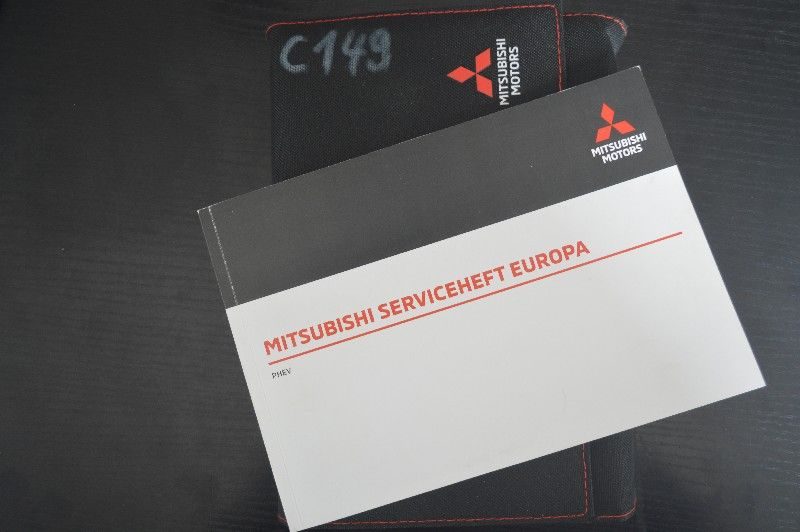 C149
MITSUBISHI
MOTORS
MITSUBISHI
MOTORS
MITSUBISHI SERVICEHEFT EUROPA
PHEV